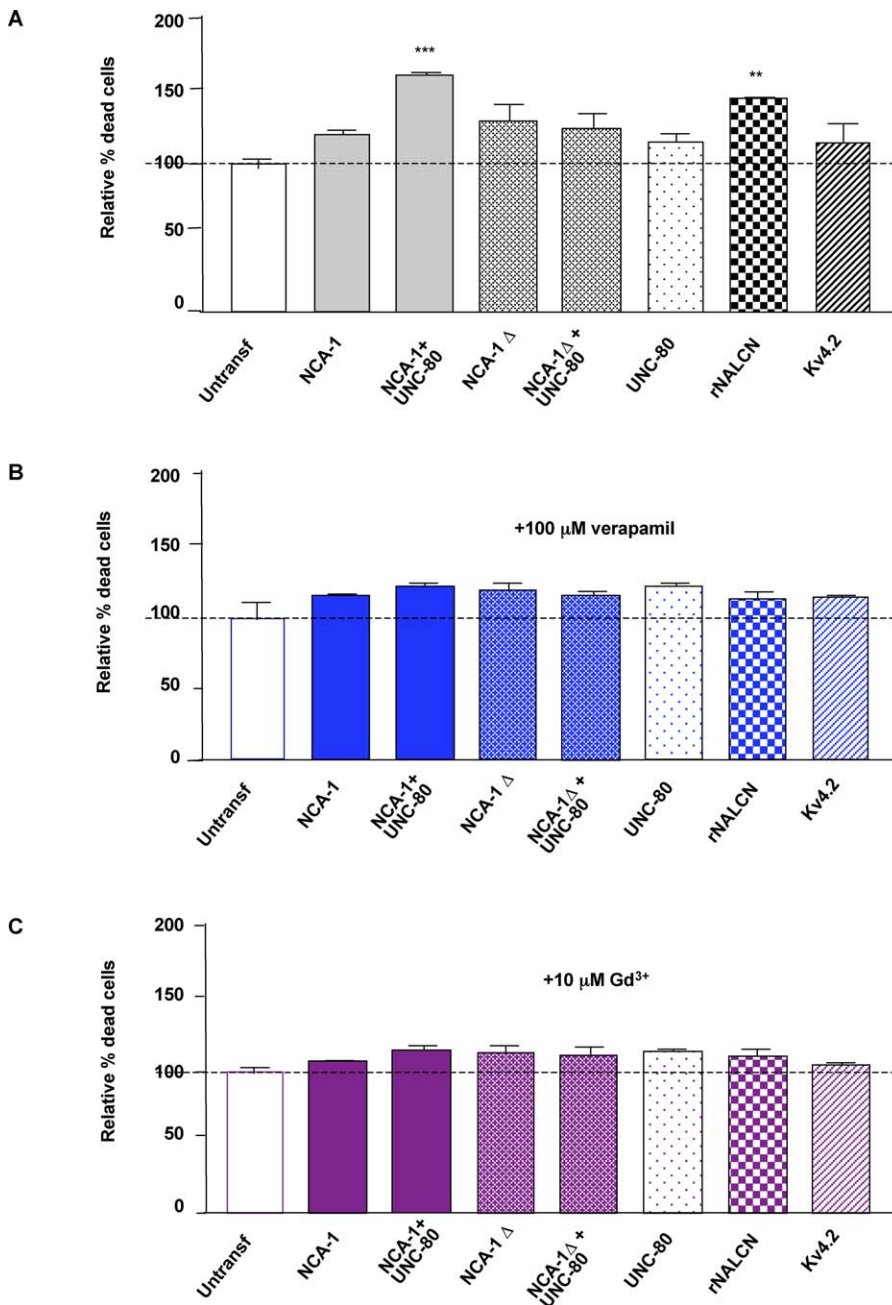 A
Relative % dead cells
200
150
100
50
0
***
**
Untransf
NCA-1
NCA-1+
UNC-80
NCA-1 Δ
NCA-1Δ +
UNC-80
UNC-80
rNALCN
Kv4.2
B
Relative % dead cells
200
150
100
50
0
+100 μM verapamil
Untransf
NCA-1
NCA-1+
UNC-80
NCA-1 Δ
NCA-1Δ +
UNC-80
UNC-80
rNALCN
Kv4.2
C
Relative % dead cells
200
150
100
50
0
+10 μM Gd³⁺
Untransf
NCA-1
NCA-1+
UNC-80
NCA-1 Δ
NCA-1Δ +
UNC-80
UNC-80
rNALCN
Kv4.2